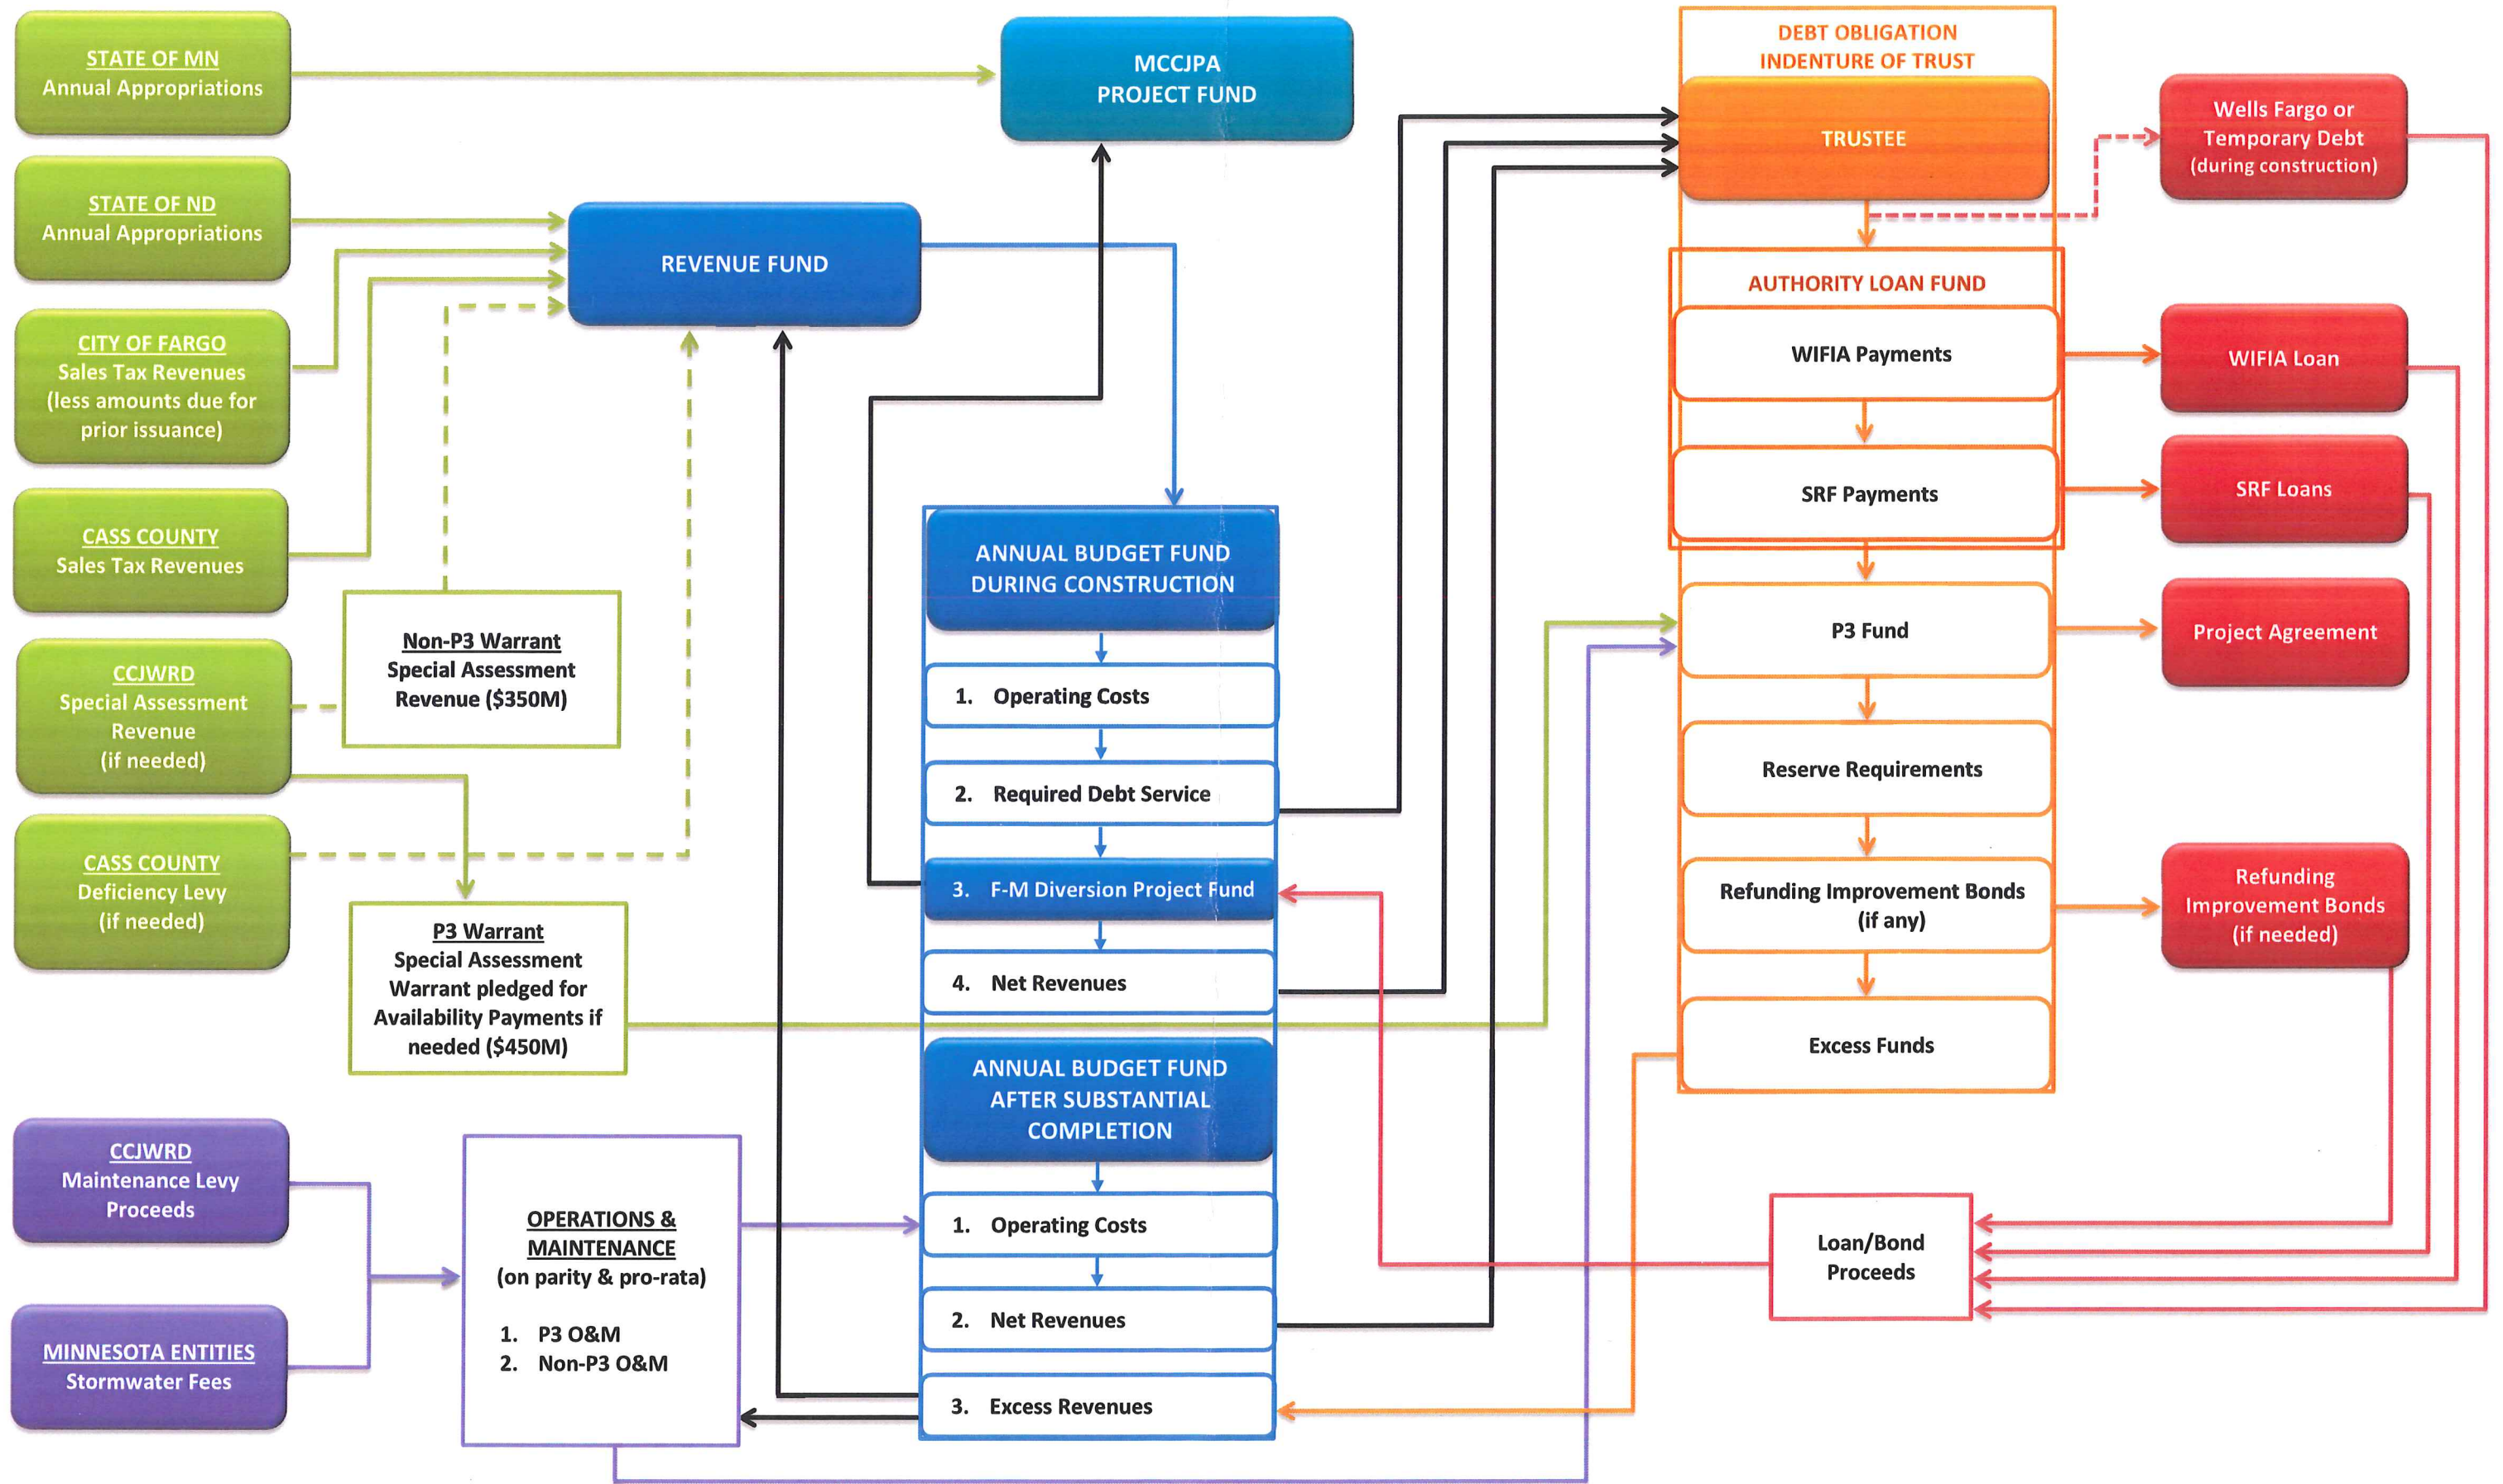 STATE OF MN
Annual Appropriations
STATE OF ND
Annual Appropriations
CITY OF FARGO
Sales Tax Revenues
(less amounts due for
prior issuance)
CASS COUNTY
Sales Tax Revenues
CCJWRD
Special Assessment
Revenue
(if needed)
CASS COUNTY
Deficiency Levy
(if needed)
CCJWRD
Maintenance Levy
Proceeds
MINNESOTA ENTITIES
Stormwater Fees
Non-P3 Warrant
Special Assessment
Revenue ($350M)
P3 Warrant
Special Assessment
Warrant pledged for
Availability Payments if
needed ($450M)
OPERATIONS &
MAINTENANCE
(on parity & pro-rata)
1. P3 O&M
2. Non-P3 O&M
REVENUE FUND
MCCJPA
PROJECT FUND
ANNUAL BUDGET FUND
DURING CONSTRUCTION
1. Operating Costs
2. Required Debt Service
3. F-M Diversion Project Fund
4. Net Revenues
ANNUAL BUDGET FUND
AFTER SUBSTANTIAL
COMPLETION
1. Operating Costs
2. Net Revenues
3. Excess Revenues
DEBT OBLIGATION
INDENTURE OF TRUST
TRUSTEE
AUTHORITY LOAN FUND
WIFIA Payments
SRF Payments
P3 Fund
Reserve Requirements
Refunding Improvement Bonds
(if any)
Excess Funds
Wells Fargo or
Temporary Debt
(during construction)
WIFIA Loan
SRF Loans
Project Agreement
Refunding
Improvement Bonds
(if needed)
Loan/Bond
Proceeds